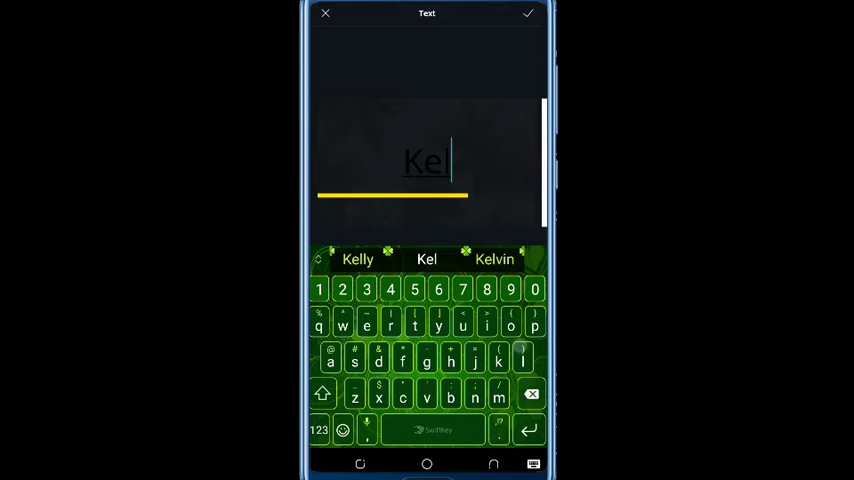 Text
Kel
Kelly Kel Kelvin
1 2 3 4 5 6 7 8 9 0
% ^ ~ | [ ] < > { }
q w e r t y u i o p
@ # & * - + = ( )
a s d f g h j k l
_ $ " ' : ; /
z x c v b n m
123 , SwiftKey ,!? .